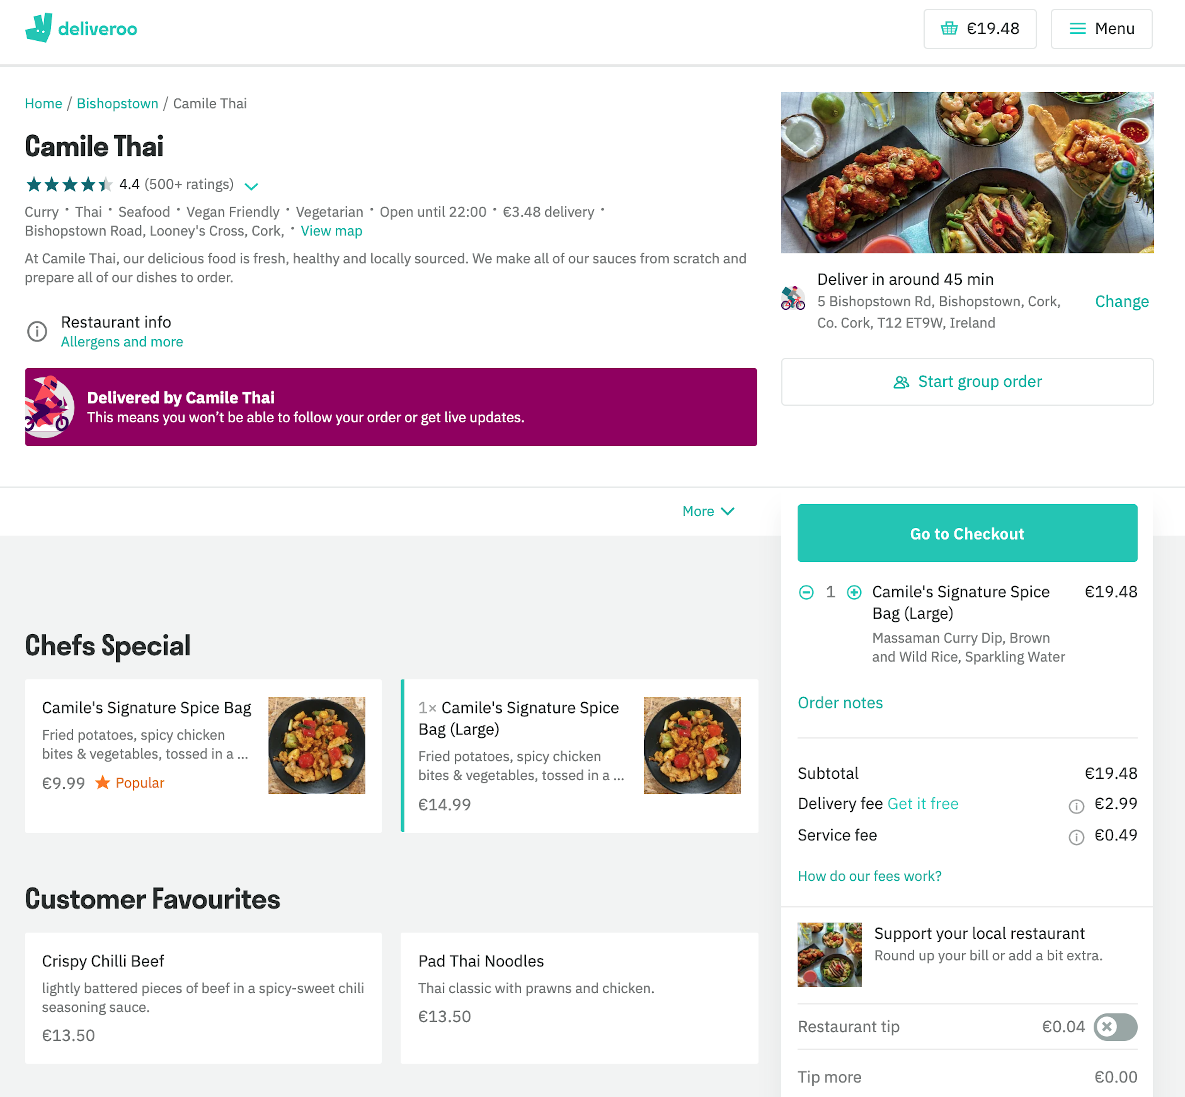 deliveroo
€19.48
Menu
Home / Bishopstown / Camile Thai
Camile Thai
4.4 (500+ ratings)
Curry · Thai · Seafood · Vegan Friendly · Vegetarian · Open until 22:00 · €3.48 delivery ·
Bishopstown Road, Looney's Cross, Cork, · View map
At Camile Thai, our delicious food is fresh, healthy and locally sourced. We make all of our sauces from scratch and
prepare all of our dishes to order.
Restaurant info
Allergens and more
Delivered by Camile Thai
This means you won't be able to follow your order or get live updates.
Deliver in around 45 min
5 Bishopstown Rd, Bishopstown, Cork,
Co. Cork, T12 ET9W, Ireland
Change
Start group order
More
Chefs Special
Camile's Signature Spice Bag
Fried potatoes, spicy chicken
bites & vegetables, tossed in a ...
€9.99 Popular
1× Camile's Signature Spice
Bag (Large)
Fried potatoes, spicy chicken
bites & vegetables, tossed in a ...
€14.99
Customer Favourites
Crispy Chilli Beef
lightly battered pieces of beef in a spicy-sweet chili
seasoning sauce.
€13.50
Pad Thai Noodles
Thai classic with prawns and chicken.
€13.50
Go to Checkout
1 Camile's Signature Spice €19.48
Bag (Large)
Massaman Curry Dip, Brown
and Wild Rice, Sparkling Water
Order notes
Subtotal €19.48
Delivery fee Get it free €2.99
Service fee €0.49
How do our fees work?
Support your local restaurant
Round up your bill or add a bit extra.
Restaurant tip €0.04
Tip more €0.00